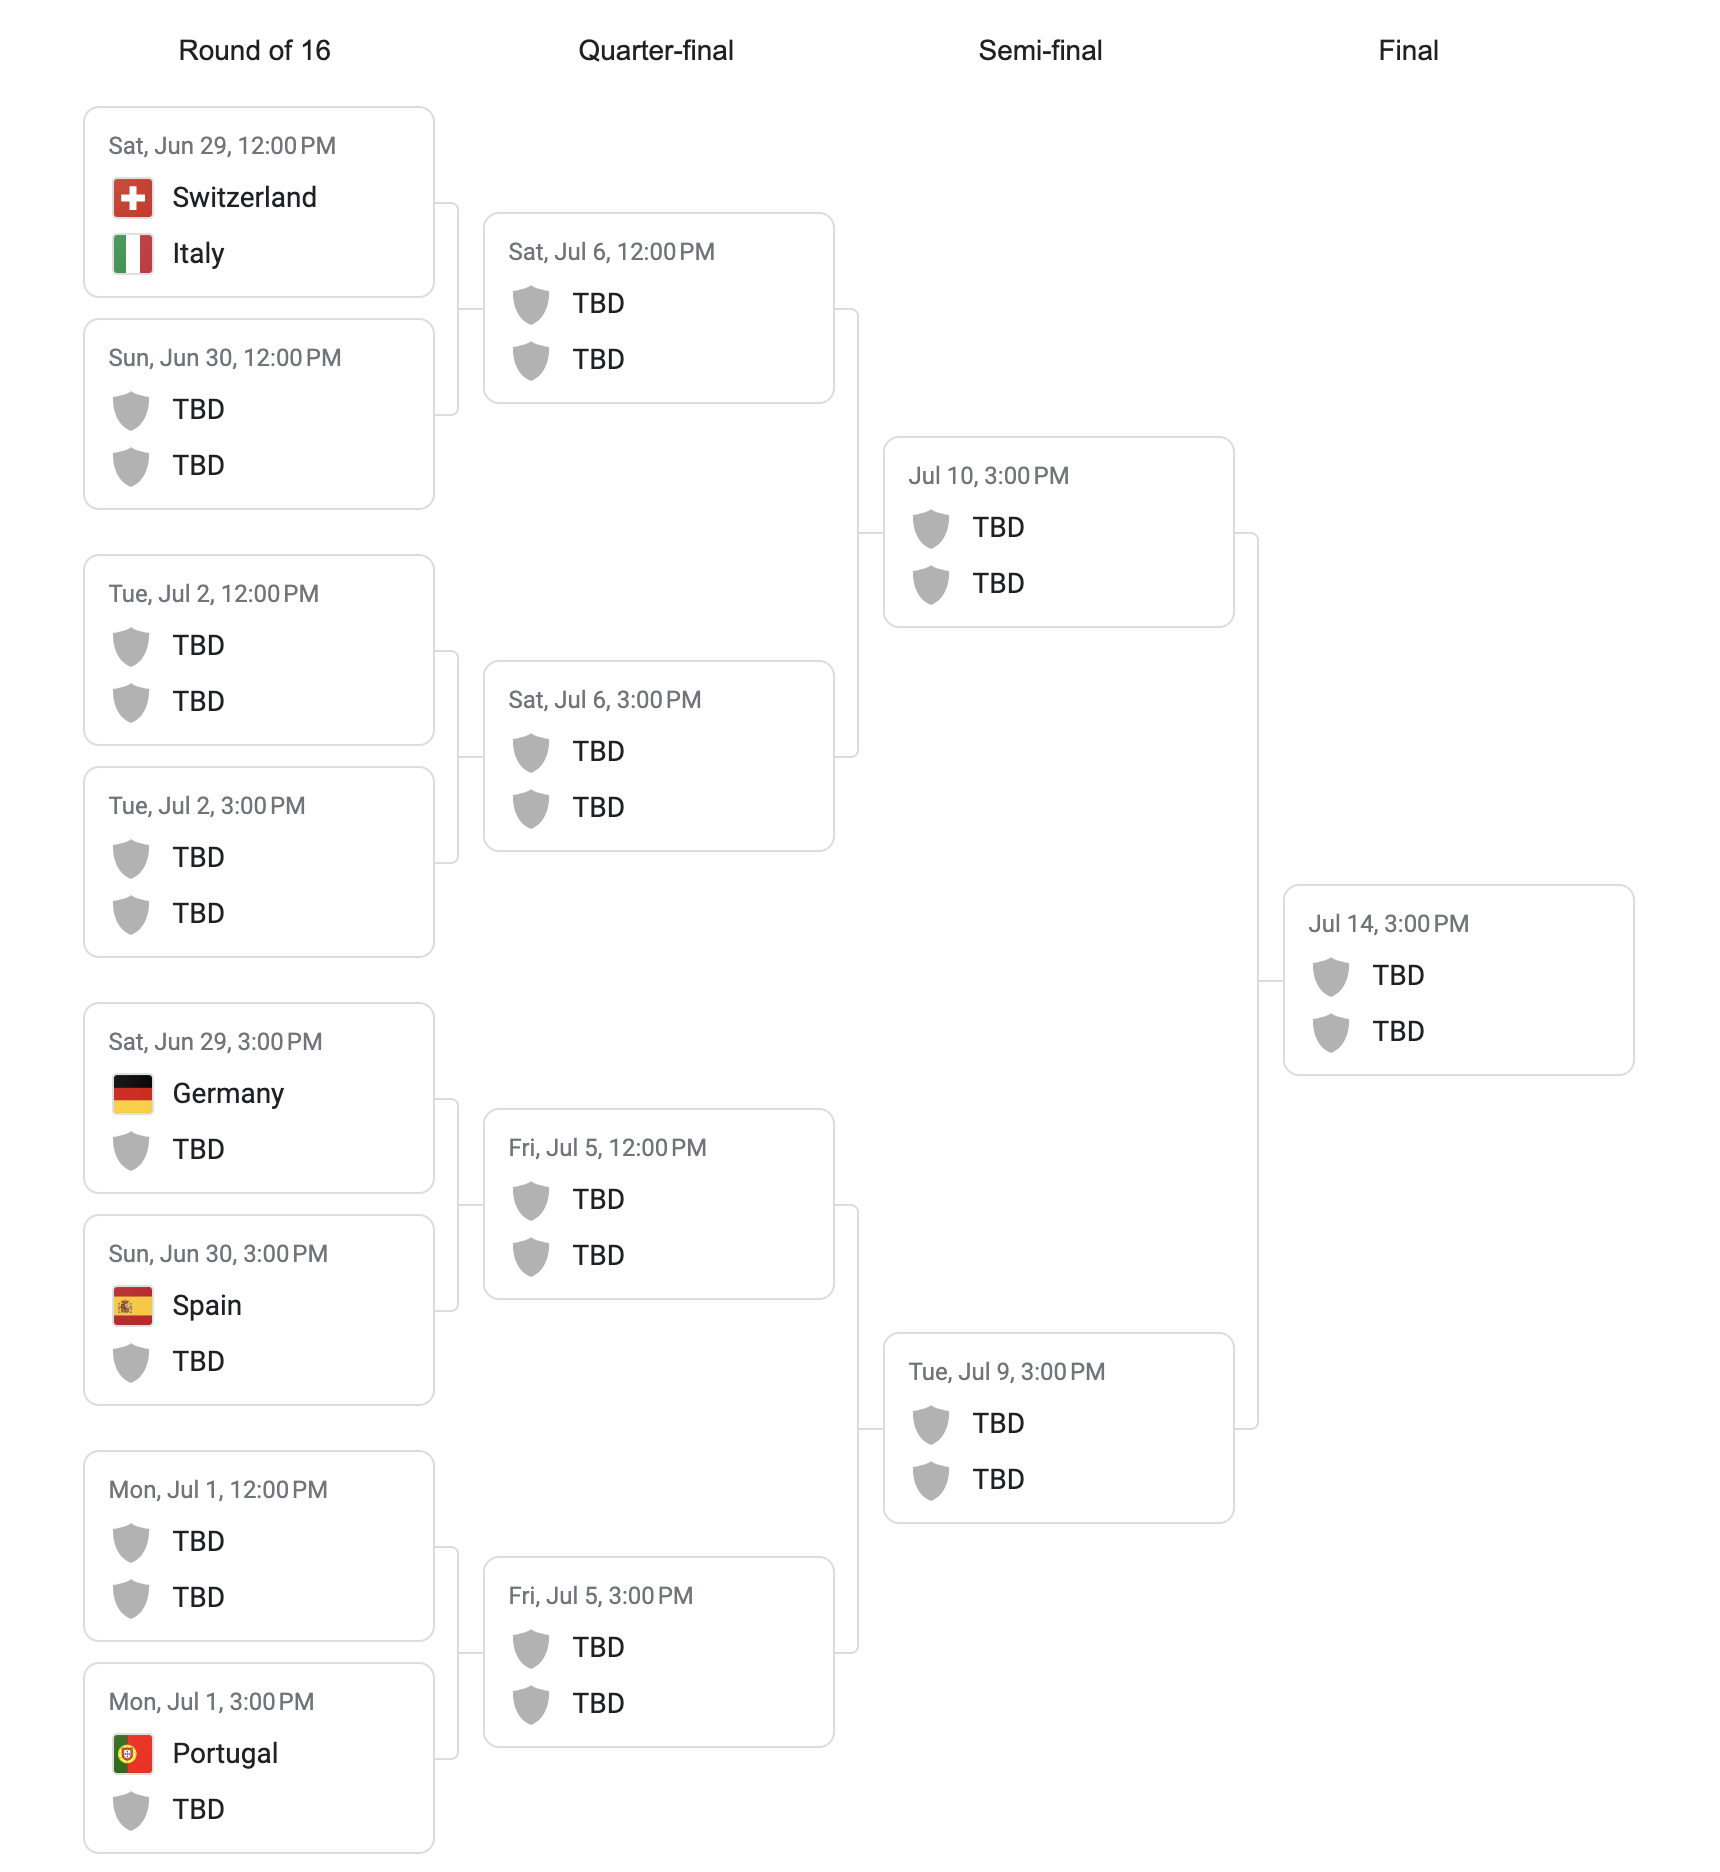 Round of 16
Quarter-final
Semi-final
Final
Sat, Jun 29, 12:00 PM
Switzerland
Italy
Sun, Jun 30, 12:00 PM
TBD
TBD
Tue, Jul 2, 12:00 PM
TBD
TBD
Tue, Jul 2, 3:00 PM
TBD
TBD
Sat, Jun 29, 3:00 PM
Germany
TBD
Sun, Jun 30, 3:00 PM
Spain
TBD
Mon, Jul 1, 12:00 PM
TBD
TBD
Mon, Jul 1, 3:00 PM
Portugal
TBD
Sat, Jul 6, 12:00 PM
TBD
TBD
Sat, Jul 6, 3:00 PM
TBD
TBD
Fri, Jul 5, 12:00 PM
TBD
TBD
Fri, Jul 5, 3:00 PM
TBD
TBD
Jul 10, 3:00 PM
TBD
TBD
Tue, Jul 9, 3:00 PM
TBD
TBD
Jul 14, 3:00 PM
TBD
TBD